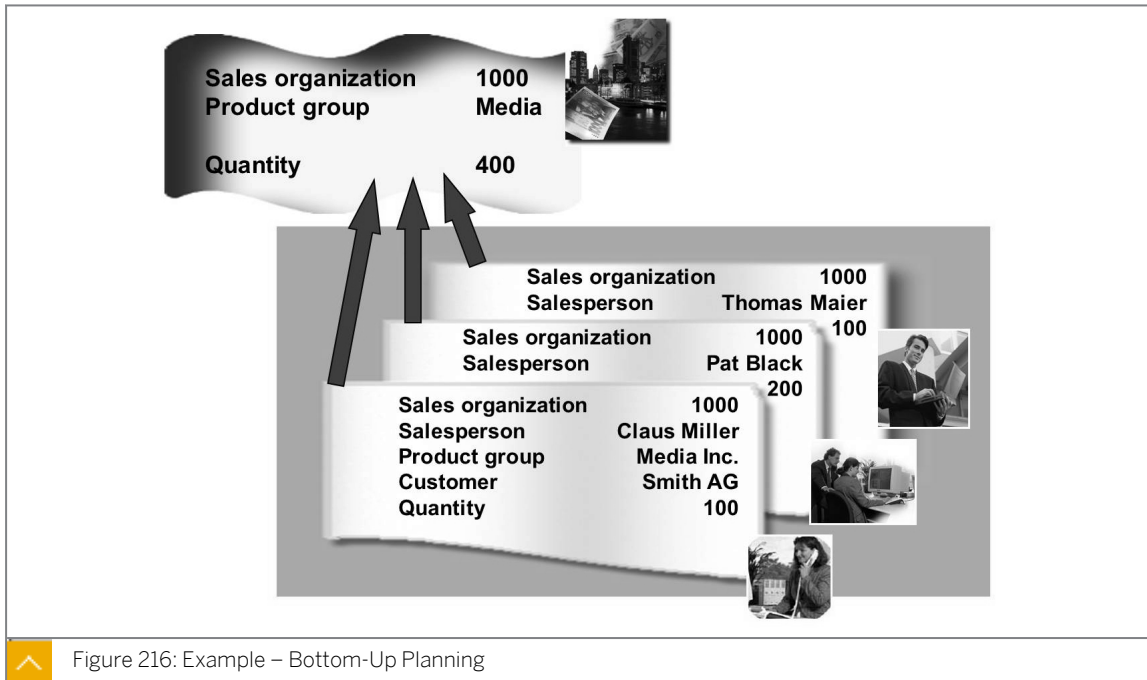 Sales organization 1000
Product group Media
Quantity 400
Sales organization 1000
Salesperson Thomas Maier
100
Sales organization 1000
Salesperson Pat Black
200
Sales organization 1000
Salesperson Claus Miller
Product group Media Inc.
Customer Smith AG
Quantity 100
Figure 216: Example – Bottom-Up Planning